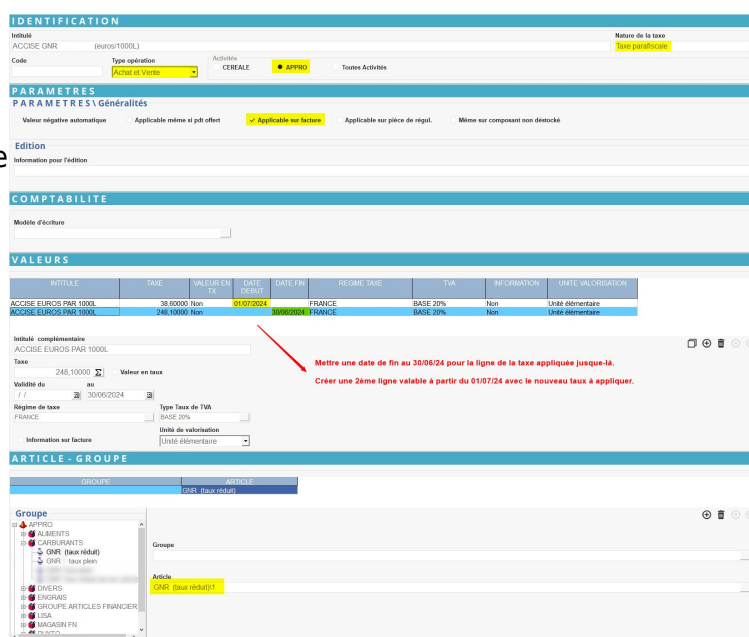 IDENTIFICATION
Intitulé Nature de la taxe
ACCISE GNR (euros/1000L) Taxe parafiscale
Code Type opération Activités
Achat et Vente CEREALE APPRO Toutes Activités
PARAMETRES
PARAMETRES \ Généralités
Valeur négative automatique Applicable même si pdt offert ✓ Applicable sur facture Applicable sur pièce de régul. Même sur composant non déstocké
e
Edition
Information pour l'édition
COMPTABILITE
Modèle d'écriture
VALEURS
INTITULE TAXE VALEUR EN TX DATE DEBUT DATE FIN REGIME TAXE TVA INFORMATION UNITE VALORISATION
ACCISE EUROS PAR 1000L 38,60000 Non 01/07/2024 FRANCE BASE 20% Non Unité élémentaire
ACCISE EUROS PAR 1000L 248,10000 Non 30/06/2024 FRANCE BASE 20% Non Unité élémentaire
Intitulé complémentaire
ACCISE EUROS PAR 1000L
Taxe
248,10000 Valeur en taux
Mettre une date de fin au 30/06/24 pour la ligne de la taxe appliquée jusque-là.
Créer une 2ème ligne valable à partir du 01/07/24 avec le nouveau taux à appliquer.
Validité du au
/ / 30/06/2024
Régime de taxe Type Taux de TVA
FRANCE BASE 20%
Unité de valorisation
Information sur facture Unité élémentaire
ARTICLE - GROUPE
GROUPE ARTICLE
GNR (taux réduit)
Groupe
APPRO
ALIMENTS
CARBURANTS
GNR (taux réduit)
GNR taux plein
DIVERS
ENGRAIS
GROUPE ARTICLES FINANCIER
LISA
MAGASIN FN
Groupe
Article
GNR (taux réduit)\1